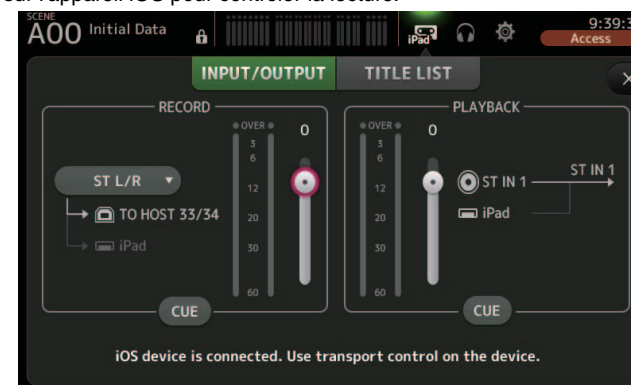 sur l'appareil iOS pour contrôler la lecture.
SCENE
A00 Initial Data
iPad
9:39:3
Access
INPUT/OUTPUT
TITLE LIST
RECORD
OVER
0
3
6
12
20
30
60
ST L/R
TO HOST 33/34
iPad
CUE
PLAYBACK
OVER
0
3
6
12
20
30
60
ST IN 1
ST IN 1
iPad
CUE
iOS device is connected. Use transport control on the device.